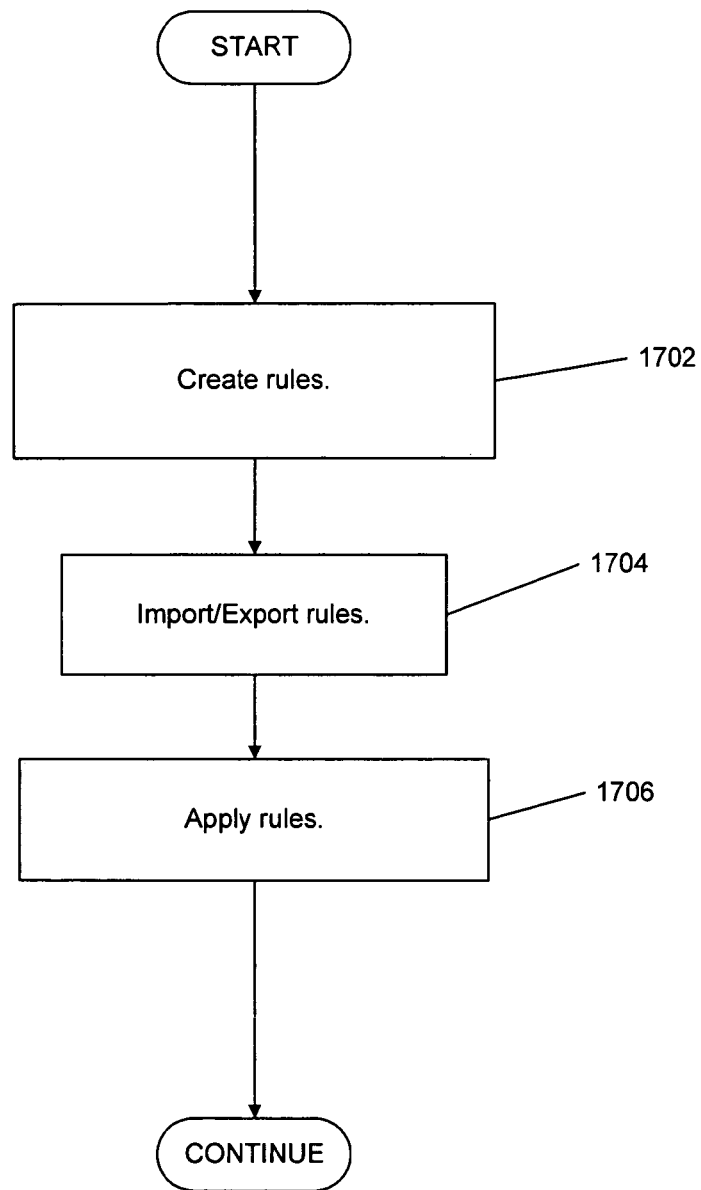 START
Create rules.
1702
Import/Export rules.
1704
Apply rules.
1706
CONTINUE